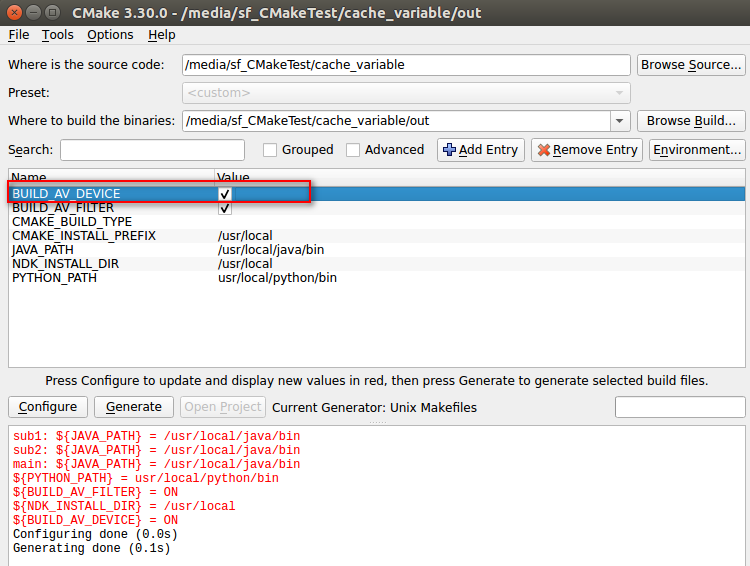 CMake 3.30.0 - /media/sf_CMakeTest/cache_variable/out
File Tools Options Help
Where is the source code: /media/sf_CMakeTest/cache_variable Browse Source...
Preset: <custom>
Where to build the binaries: /media/sf_CMakeTest/cache_variable/out Browse Build...
Search: Grouped Advanced Add Entry Remove Entry Environment...
Name Value
BUILD_AV_DEVICE
BUILD_AV_FILTER
CMAKE_BUILD_TYPE
CMAKE_INSTALL_PREFIX /usr/local
JAVA_PATH /usr/local/java/bin
NDK_INSTALL_DIR /usr/local
PYTHON_PATH usr/local/python/bin
Press Configure to update and display new values in red, then press Generate to generate selected build files.
Configure Generate Open Project Current Generator: Unix Makefiles
sub1: ${JAVA_PATH} = /usr/local/java/bin
sub2: ${JAVA_PATH} = /usr/local/java/bin
main: ${JAVA_PATH} = /usr/local/java/bin
${PYTHON_PATH} = usr/local/python/bin
${BUILD_AV_FILTER} = ON
${NDK_INSTALL_DIR} = /usr/local
${BUILD_AV_DEVICE} = ON
Configuring done (0.0s)
Generating done (0.1s)